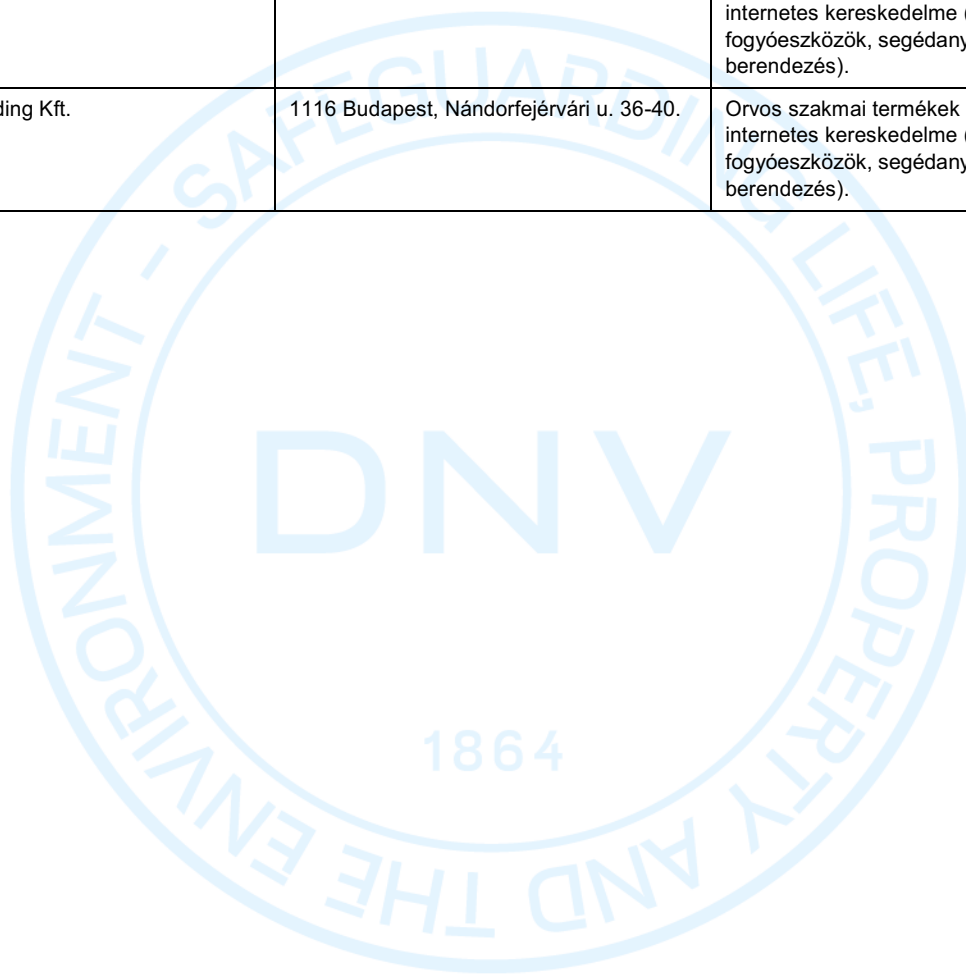 internetes kereskedelme (
fogyóeszközök, segédany
berendezés).
ding Kft.
1116 Budapest, Nándorfejérvári u. 36-40.
Orvos szakmai termékek
internetes kereskedelme (
fogyóeszközök, segédany
berendezés).
SAFEGUARDING LIFE, PROPERTY AND THE ENVIRONMENT -
DNV
1864